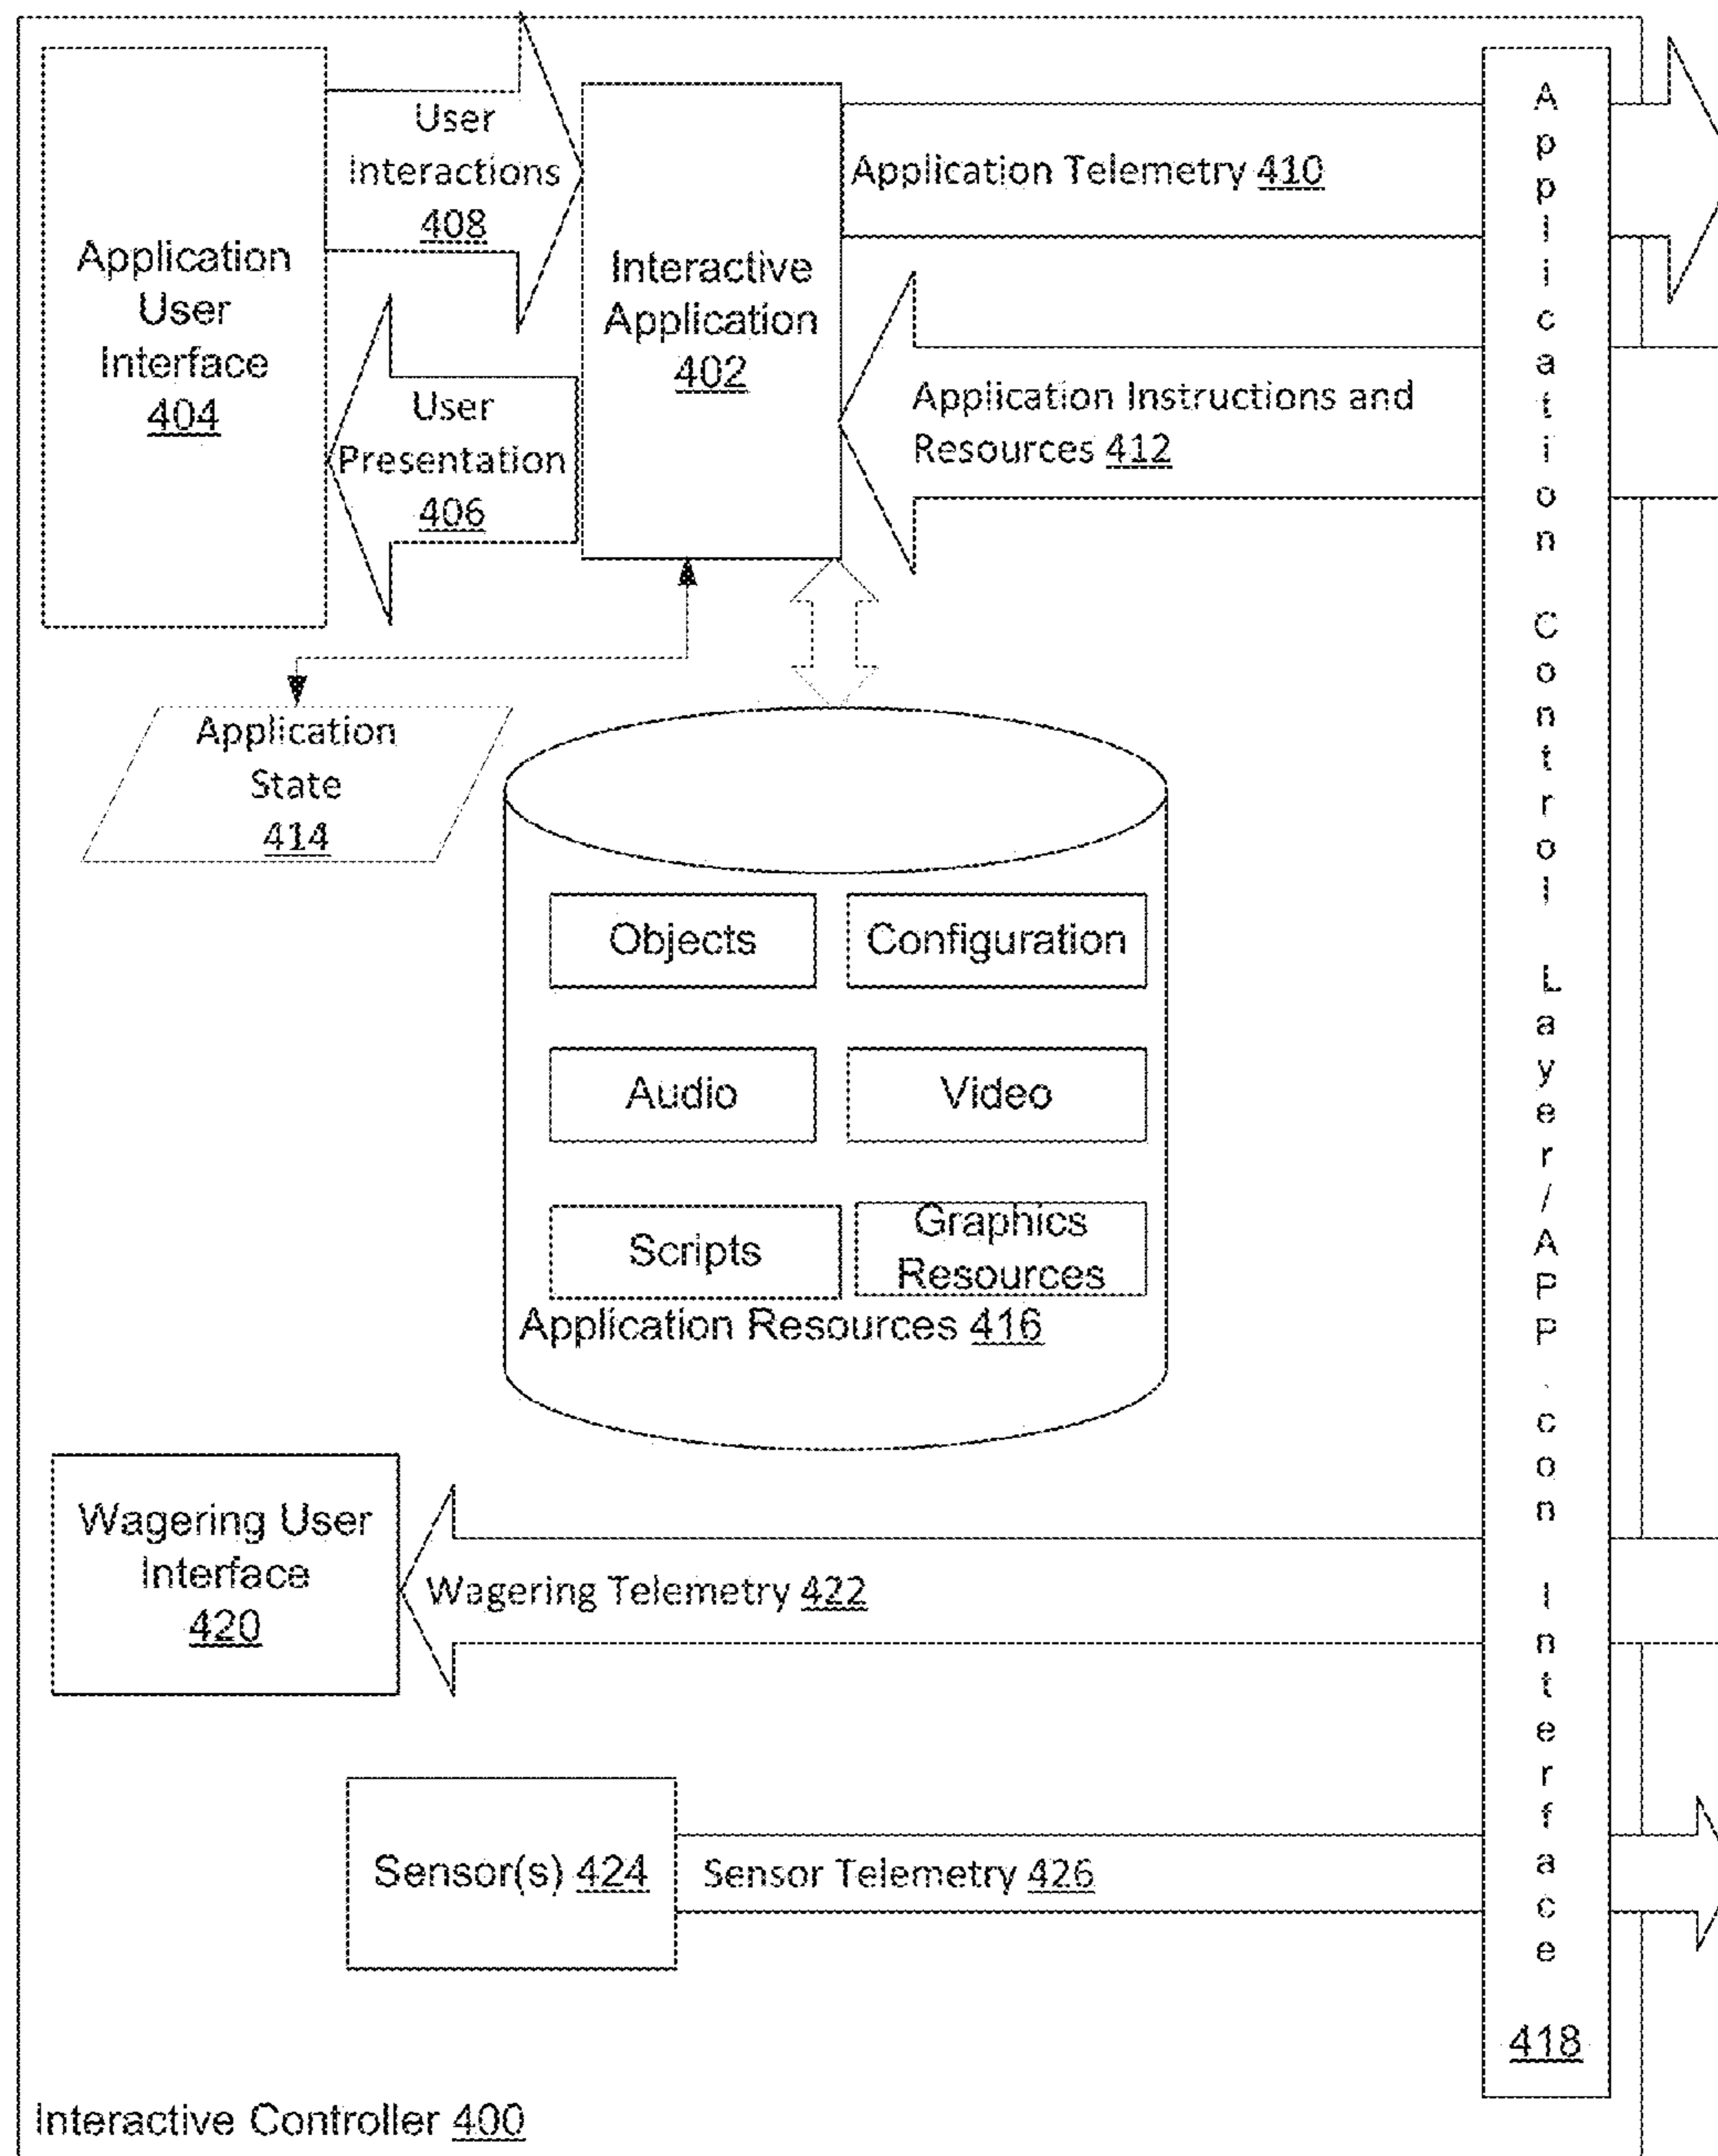 Application
User
Interface
404
User
Interactions
408
User
Presentation
406
Interactive
Application
402
Application Telemetry 410
Application Instructions and
Resources 412
Application
State
414
Objects
Configuration
Audio
Video
Scripts
Graphics
Resources
Application Resources 416
Wagering User
Interface
420
Wagering Telemetry 422
Sensor(s) 424
Sensor Telemetry 426
Application Control Layer/APP.con Interface
418
Interactive Controller 400